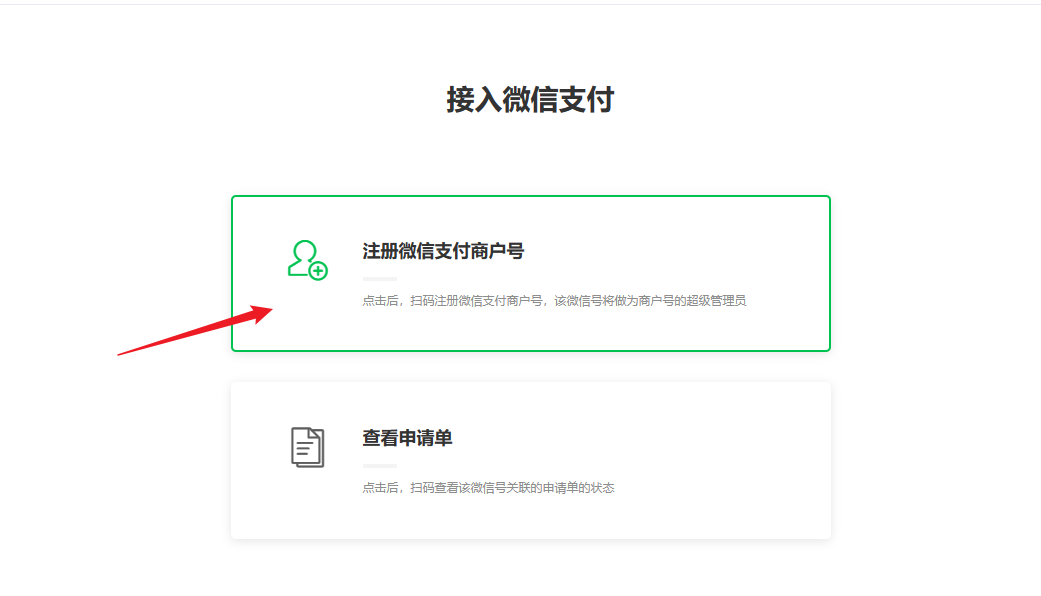 接入微信支付
注册微信支付商户号
点击后，扫码注册微信支付商户号，该微信号将做为商户号的超级管理员
查看申请单
点击后，扫码查看该微信号关联的申请单的状态